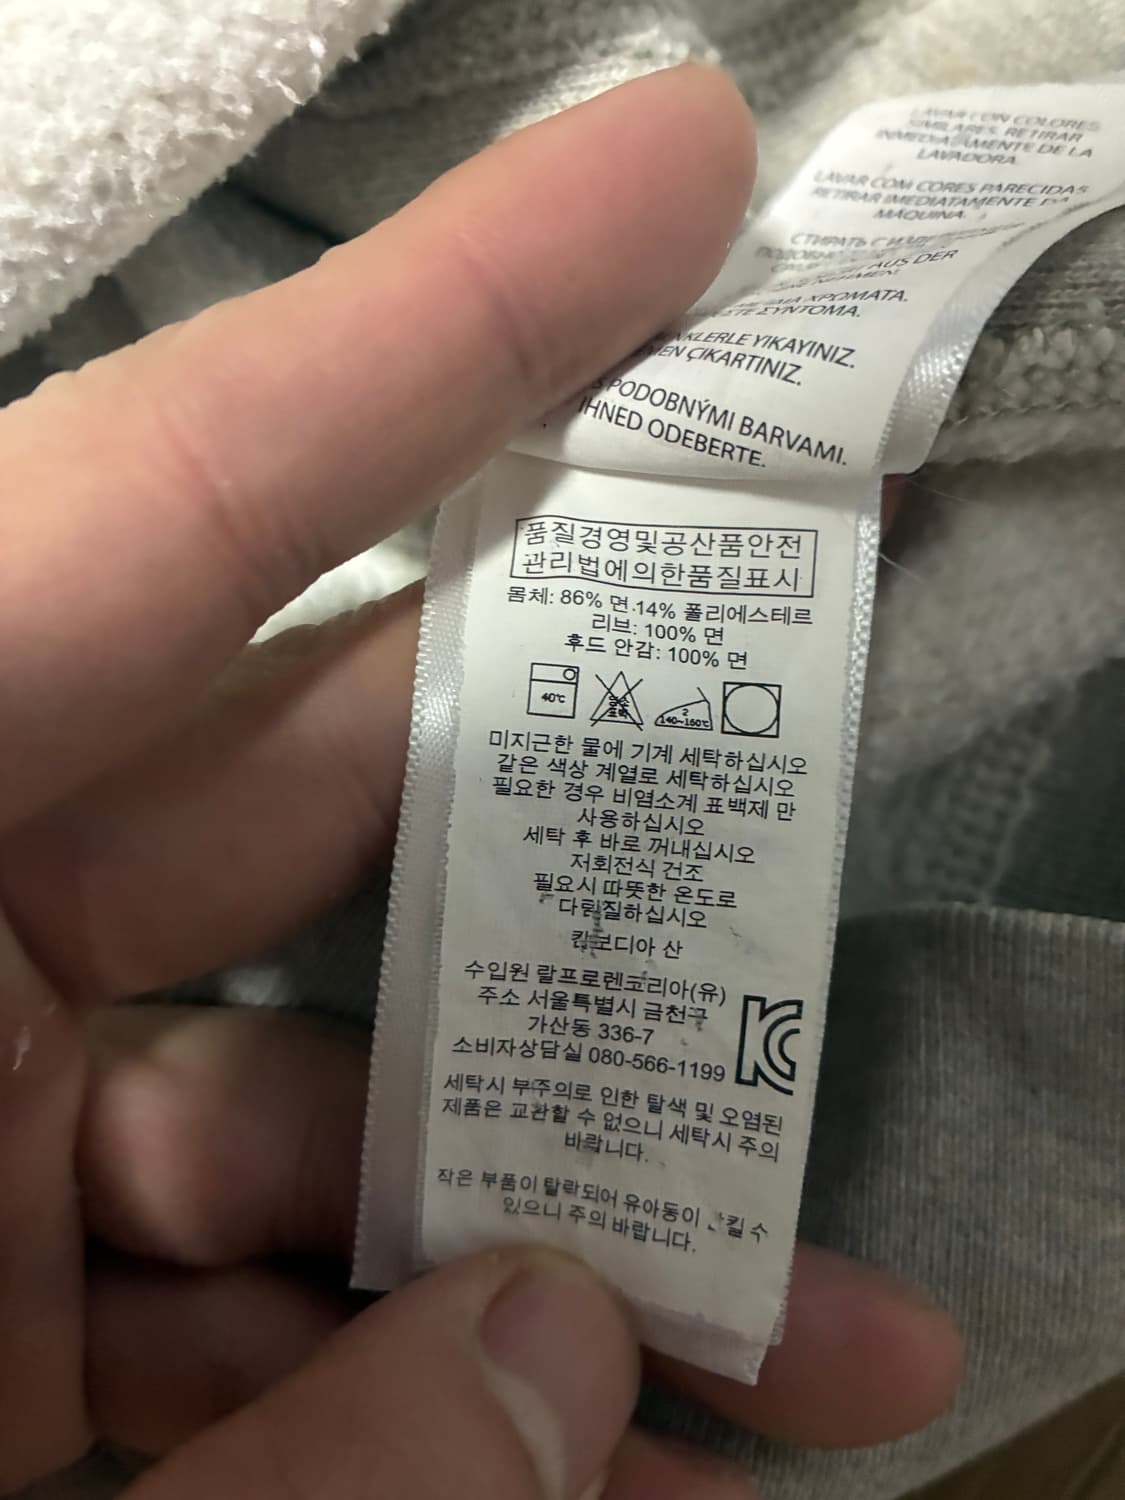 LAVAR CON COLORES
SIMILARES. RETIRAR
INMEDIATAMENTE DE LA
LAVADORA.
LAVAR COM CORES PARECIDAS
RETIRAR IMEDIATAMENTE DA
MÁQUINA.
СТИРАТЬ С
AUS DER
ΧΡΩΜΑΤΑ.
ΣΥΝΤΟΜΑ.
YIKAYINIZ.
ÇIKARTINIZ.
S PODOBNÝMI BARVAMI.
IHNED ODEBERTE.
품질경영및공산품안전
관리법에의한품질표시
몸체: 86% 면.14% 폴리에스테르
리브: 100% 면
후드 안감: 100% 면
40℃
염소
표백
2
140~160℃
미지근한 물에 기계 세탁하십시오
같은 색상 계열로 세탁하십시오
필요한 경우 비염소계 표백제 만
사용하십시오
세탁 후 바로 꺼내십시오
저회전식 건조
필요시 따뜻한 온도로
다림질하십시오
캄보디아 산
수입원 랄프로렌코리아(유)
주소 서울특별시 금천구
가산동 336-7
소비자상담실 080-566-1199
KC
세탁시 부주의로 인한 탈색 및 오염된
제품은 교환할 수 없으니 세탁시 주의
바랍니다.
작은 부품이 탈락되어 유아동이 수
있으니 주의 바랍니다.